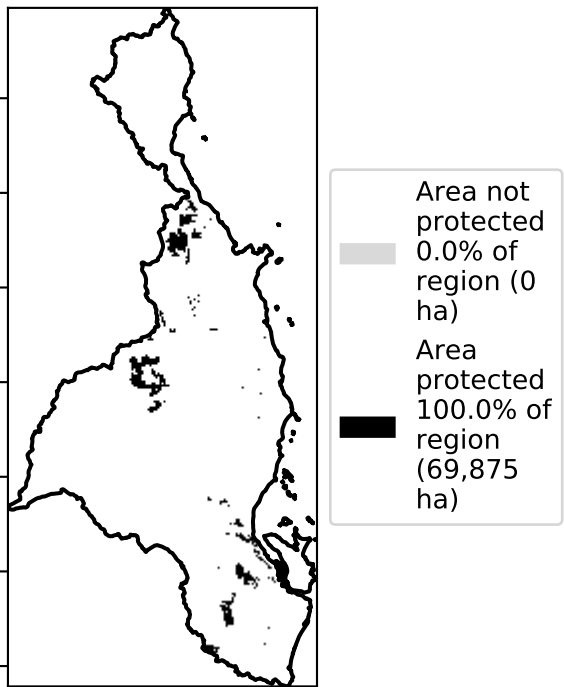 Area not
protected
0.0% of
region (0
ha)
Area
protected
100.0% of
region
(69,875
ha)